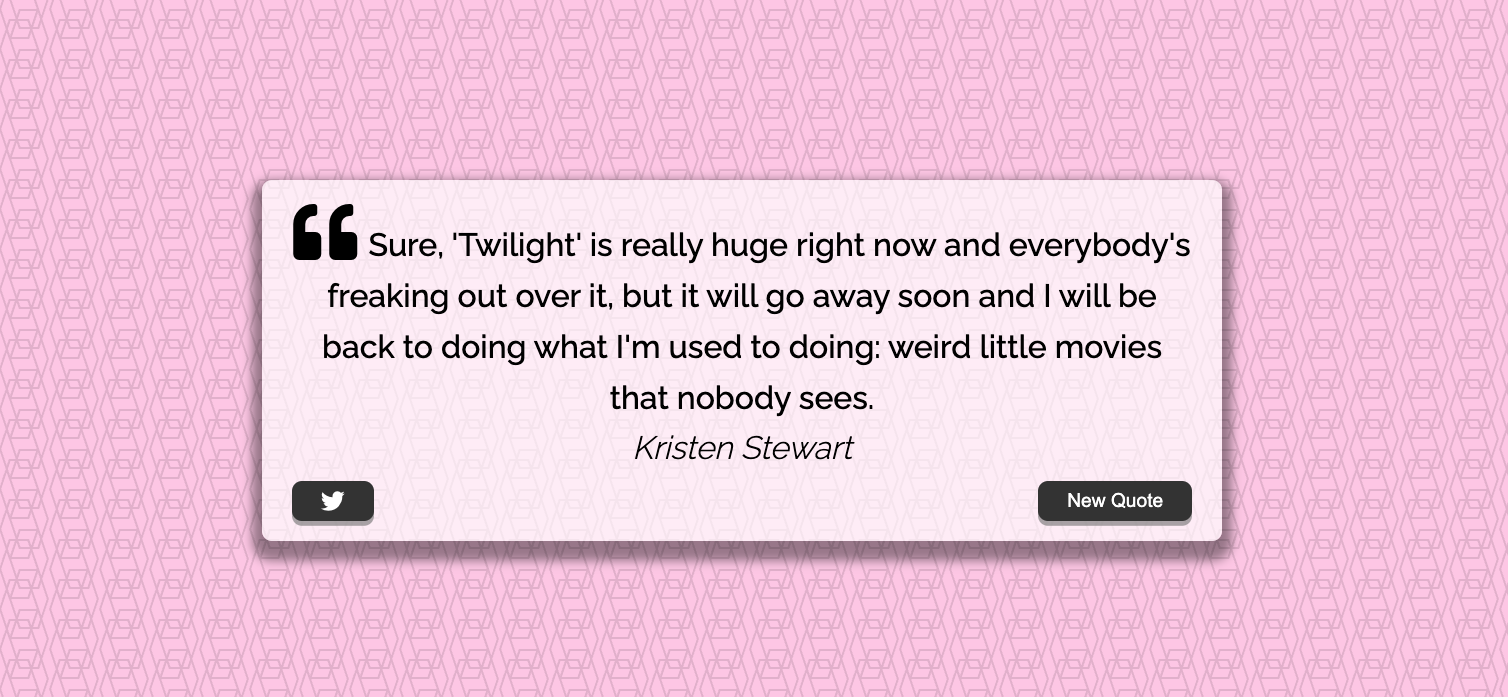 Sure, 'Twilight' is really huge right now and everybody's
freaking out over it, but it will go away soon and I will be
back to doing what I'm used to doing: weird little movies
that nobody sees.
Kristen Stewart
New Quote